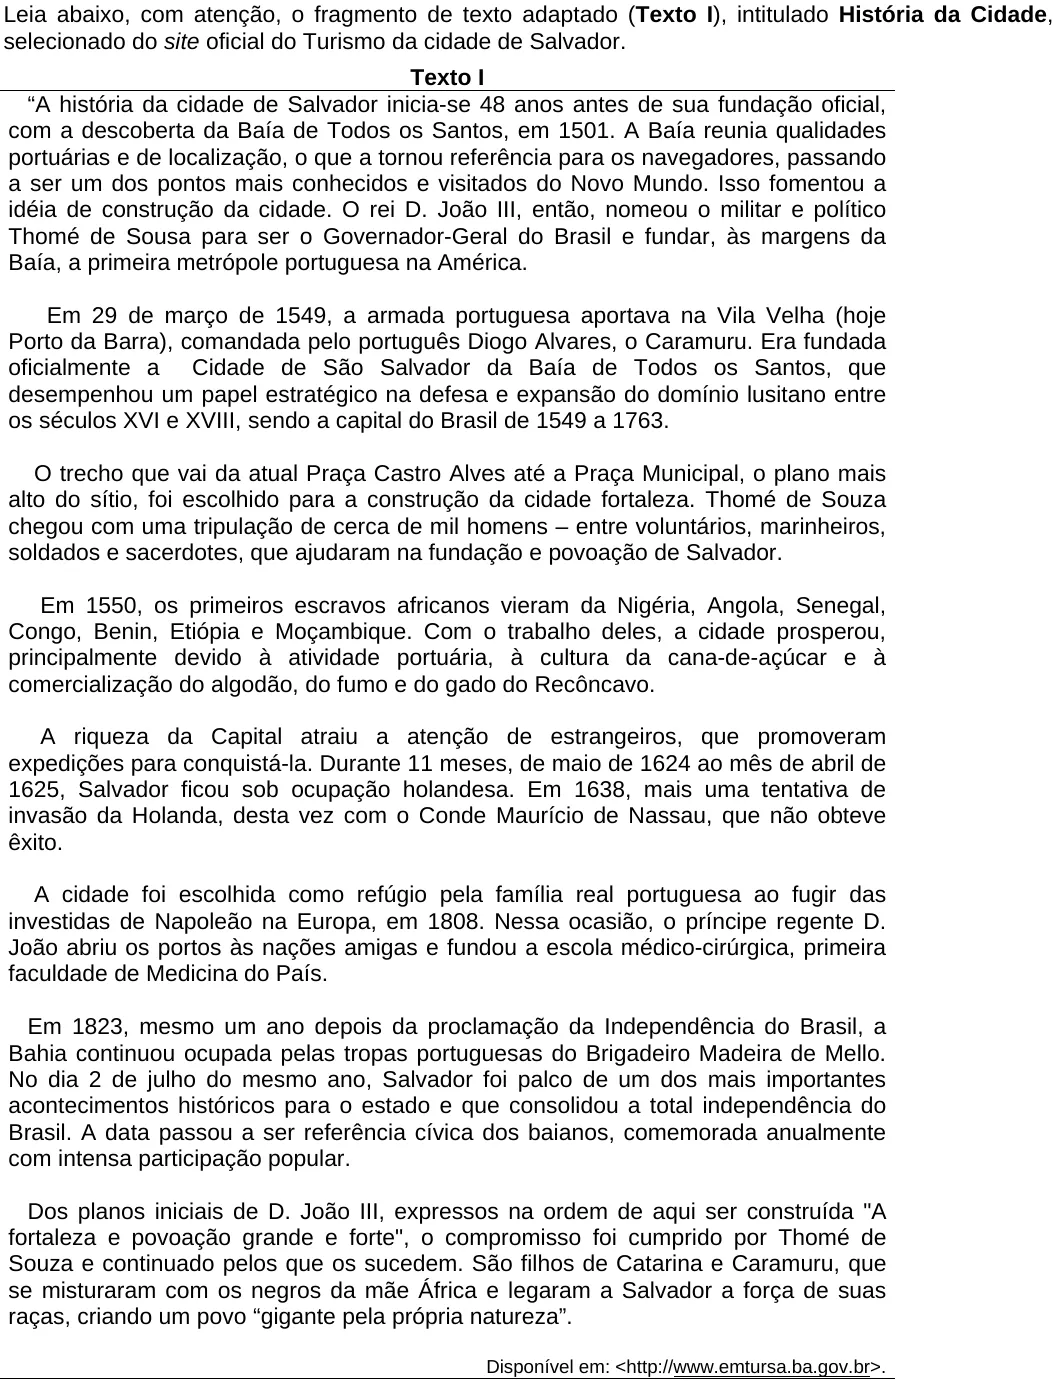 Leia abaixo, com atenção, o fragmento de texto adaptado (Texto I), intitulado História da Cidade,
selecionado do site oficial do Turismo da cidade de Salvador.
Texto I
“A história da cidade de Salvador inicia-se 48 anos antes de sua fundação oficial,
com a descoberta da Baía de Todos os Santos, em 1501. A Baía reunia qualidades
portuárias e de localização, o que a tornou referência para os navegadores, passando
a ser um dos pontos mais conhecidos e visitados do Novo Mundo. Isso fomentou a
idéia de construção da cidade. O rei D. João III, então, nomeou o militar e político
Thomé de Sousa para ser o Governador-Geral do Brasil e fundar, às margens da
Baía, a primeira metrópole portuguesa na América.
Em 29 de março de 1549, a armada portuguesa aportava na Vila Velha (hoje
Porto da Barra), comandada pelo português Diogo Alvares, o Caramuru. Era fundada
oficialmente a Cidade de São Salvador da Baía de Todos os Santos, que
desempenhou um papel estratégico na defesa e expansão do domínio lusitano entre
os séculos XVI e XVIII, sendo a capital do Brasil de 1549 a 1763.
O trecho que vai da atual Praça Castro Alves até a Praça Municipal, o plano mais
alto do sítio, foi escolhido para a construção da cidade fortaleza. Thomé de Souza
chegou com uma tripulação de cerca de mil homens – entre voluntários, marinheiros,
soldados e sacerdotes, que ajudaram na fundação e povoação de Salvador.
Em 1550, os primeiros escravos africanos vieram da Nigéria, Angola, Senegal,
Congo, Benin, Etiópia e Moçambique. Com o trabalho deles, a cidade prosperou,
principalmente devido à atividade portuária, à cultura da cana-de-açúcar e à
comercialização do algodão, do fumo e do gado do Recôncavo.
A riqueza da Capital atraiu a atenção de estrangeiros, que promoveram
expedições para conquistá-la. Durante 11 meses, de maio de 1624 ao mês de abril de
1625, Salvador ficou sob ocupação holandesa. Em 1638, mais uma tentativa de
invasão da Holanda, desta vez com o Conde Maurício de Nassau, que não obteve
êxito.
A cidade foi escolhida como refúgio pela família real portuguesa ao fugir das
investidas de Napoleão na Europa, em 1808. Nessa ocasião, o príncipe regente D.
João abriu os portos às nações amigas e fundou a escola médico-cirúrgica, primeira
faculdade de Medicina do País.
Em 1823, mesmo um ano depois da proclamação da Independência do Brasil, a
Bahia continuou ocupada pelas tropas portuguesas do Brigadeiro Madeira de Mello.
No dia 2 de julho do mesmo ano, Salvador foi palco de um dos mais importantes
acontecimentos históricos para o estado e que consolidou a total independência do
Brasil. A data passou a ser referência cívica dos baianos, comemorada anualmente
com intensa participação popular.
Dos planos iniciais de D. João III, expressos na ordem de aqui ser construída "A
fortaleza e povoação grande e forte", o compromisso foi cumprido por Thomé de
Souza e continuado pelos que os sucedem. São filhos de Catarina e Caramuru, que
se misturaram com os negros da mãe África e legaram a Salvador a força de suas
raças, criando um povo “gigante pela própria natureza”.
Disponível em: <http://www.emtursa.ba.gov.br>.